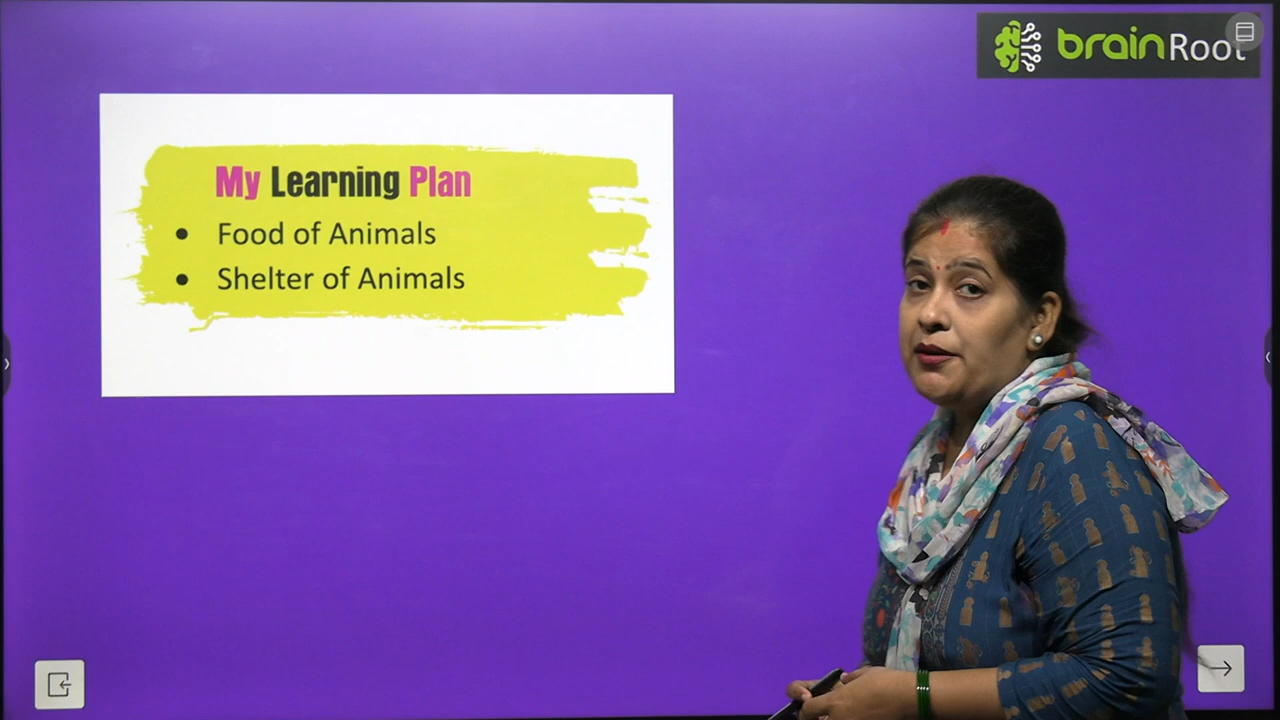 brainRoot
My Learning Plan
• Food of Animals
• Shelter of Animals